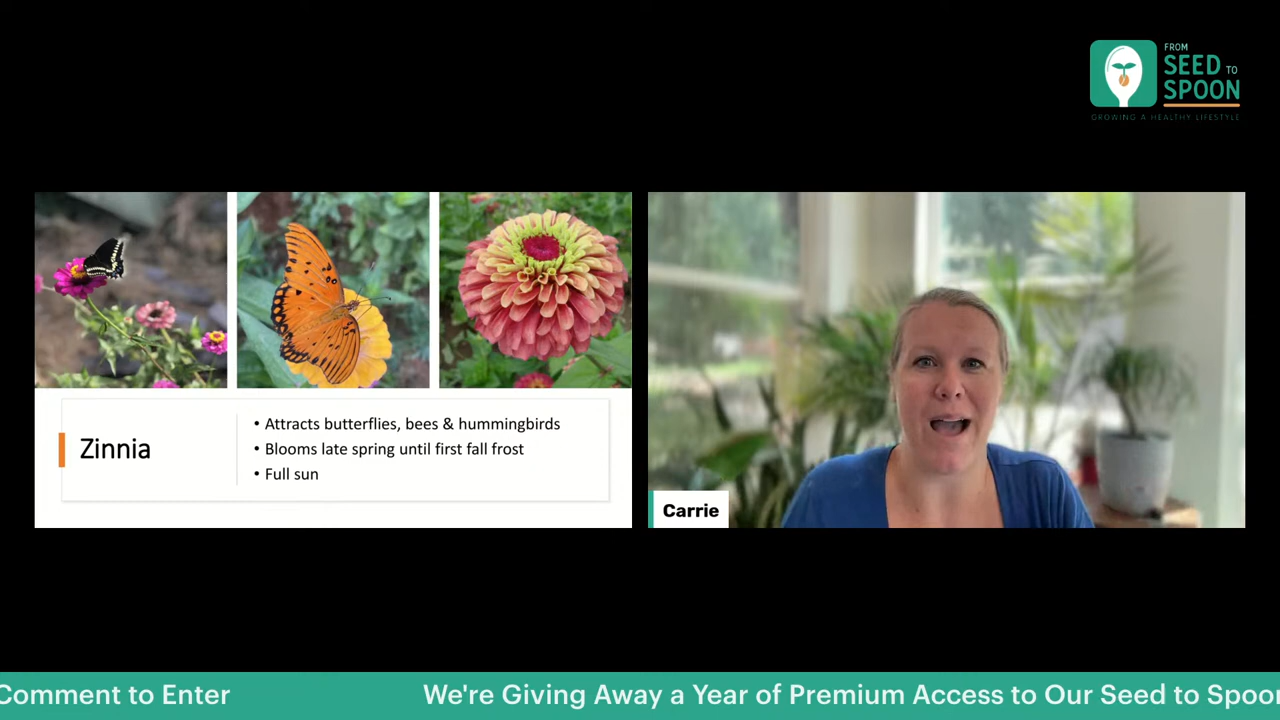 FROM
SEED TO
SPOON
GROWING A HEALTHY LIFESTYLE
Zinnia
• Attracts butterflies, bees & hummingbirds
• Blooms late spring until first fall frost
• Full sun
Carrie
Comment to Enter We're Giving Away a Year of Premium Access to Our Seed to Spoon